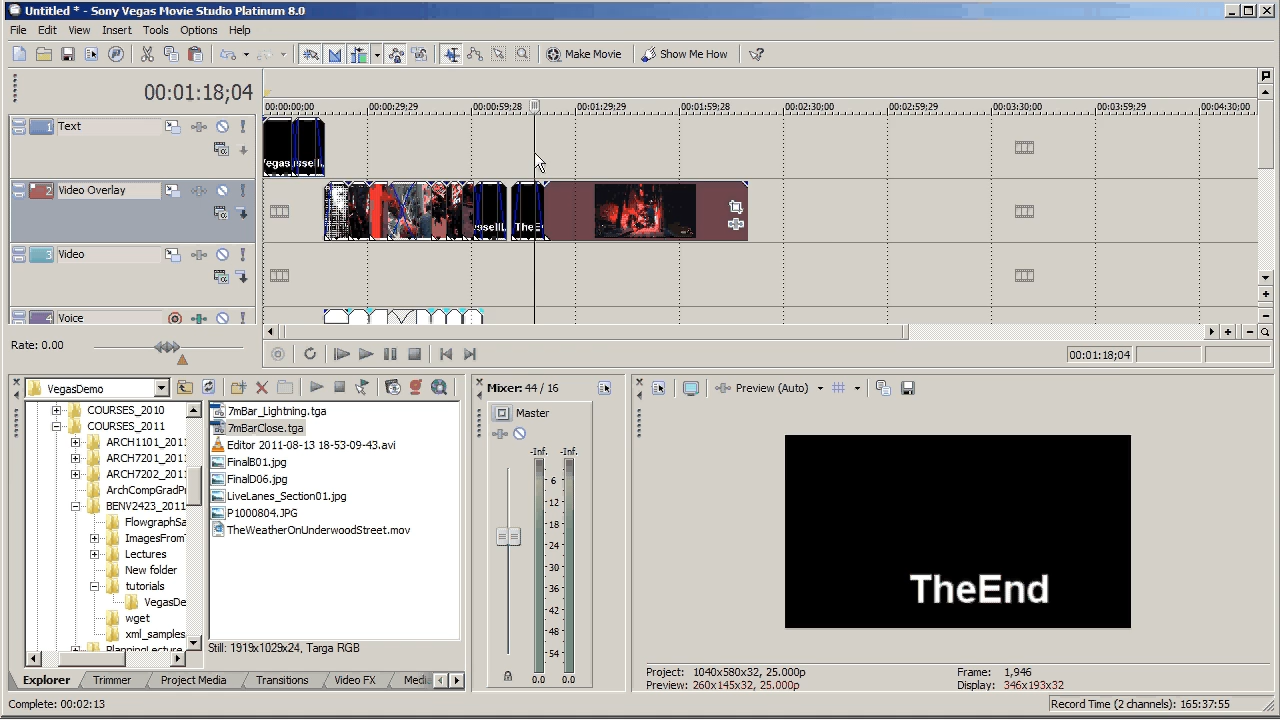 Untitled * - Sony Vegas Movie Studio Platinum 8.0
File Edit View Insert Tools Options Help
Make Movie Show Me How
00:01:18;04
00:00:00;00 00:00:29;29 00:00:59;28 00:01:29;29 00:01:59;28 00:02:30;00 00:02:59;29 00:03:30;00 00:03:59;29 00:04:30;00
1 Text
Vegas ssell.
2 Video Overlay
ssell TheE
3 Video
4 Voice
Rate: 0.00
00:01:18;04
VegasDemo
Mixer: 44 / 16
Preview (Auto)
COURSES_2010
COURSES_2011
ARCH1101_2011
ARCH7201_2011
ARCH7202_2011
ArchCompGradPr
BENV2423_2011
FlowgraphSa
ImagesFrom
Lectures
New folder
tutorials
VegasDe
wget
xml_samples
PlanningLecture
7mBar_Lightning.tga
7mBarClose.tga
Editor 2011-08-13 18-53-09-43.avi
FinalB01.jpg
FinalD06.jpg
LiveLanes_Section01.jpg
P1000804.JPG
TheWeatherOnUnderwoodStreet.mov
Still: 1919x1029x24, Targa RGB
Master
-Inf. -Inf.
6
12
18
24
30
36
42
48
54
0.0 0.0
TheEnd
Project: 1040x580x32, 25.000p
Frame: 1,946
Preview: 260x145x32, 25.000p
Display: 346x193x32
Explorer Trimmer Project Media Transitions Video FX Medi
Complete: 00:02:13
Record Time (2 channels): 165:37:55